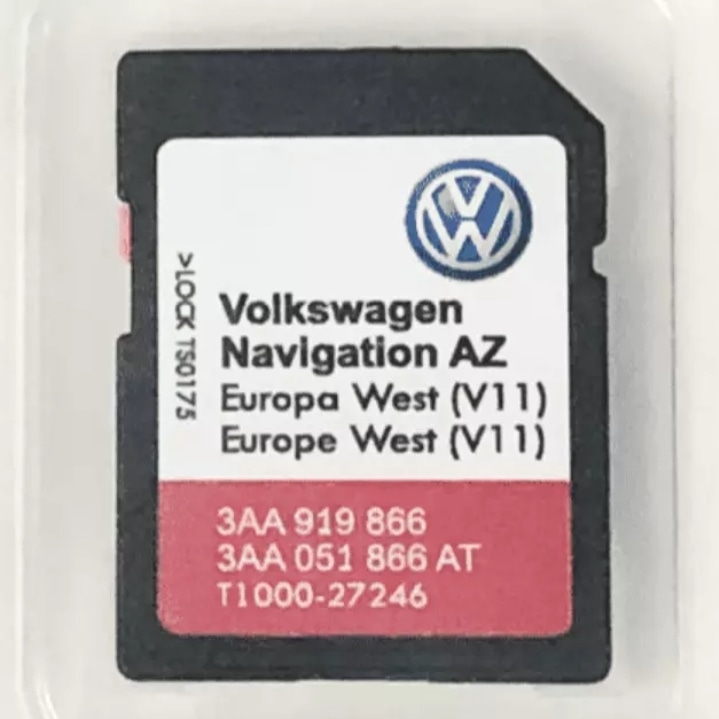 >LOCK TS0175
Volkswagen
Navigation AZ
Europa West (V11)
Europe West (V11)
3AA 919 866
3AA 051 866 AT
T1000-27246